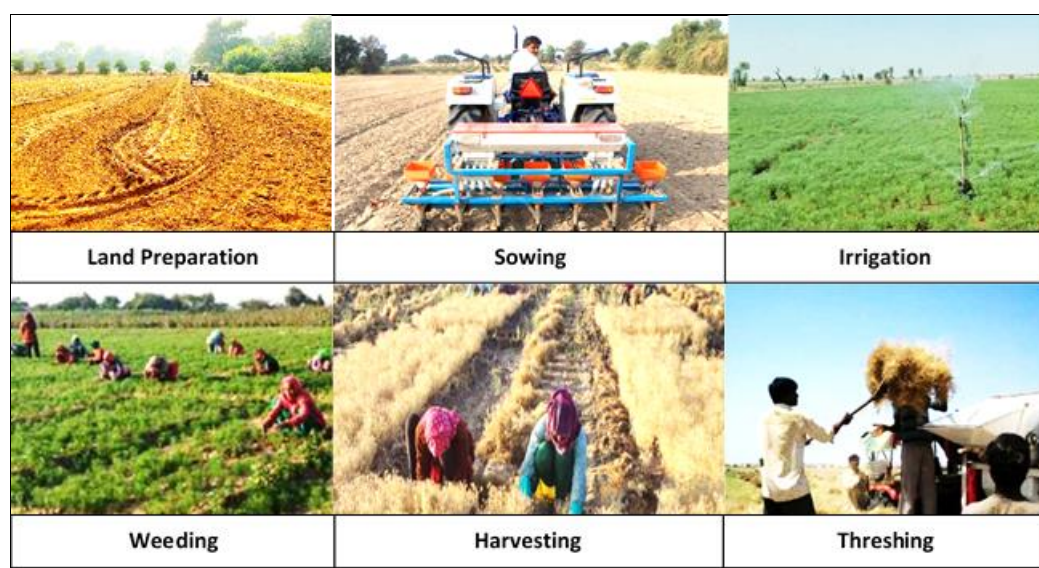 Land Preparation
Sowing
Irrigation
Weeding
Harvesting
Threshing